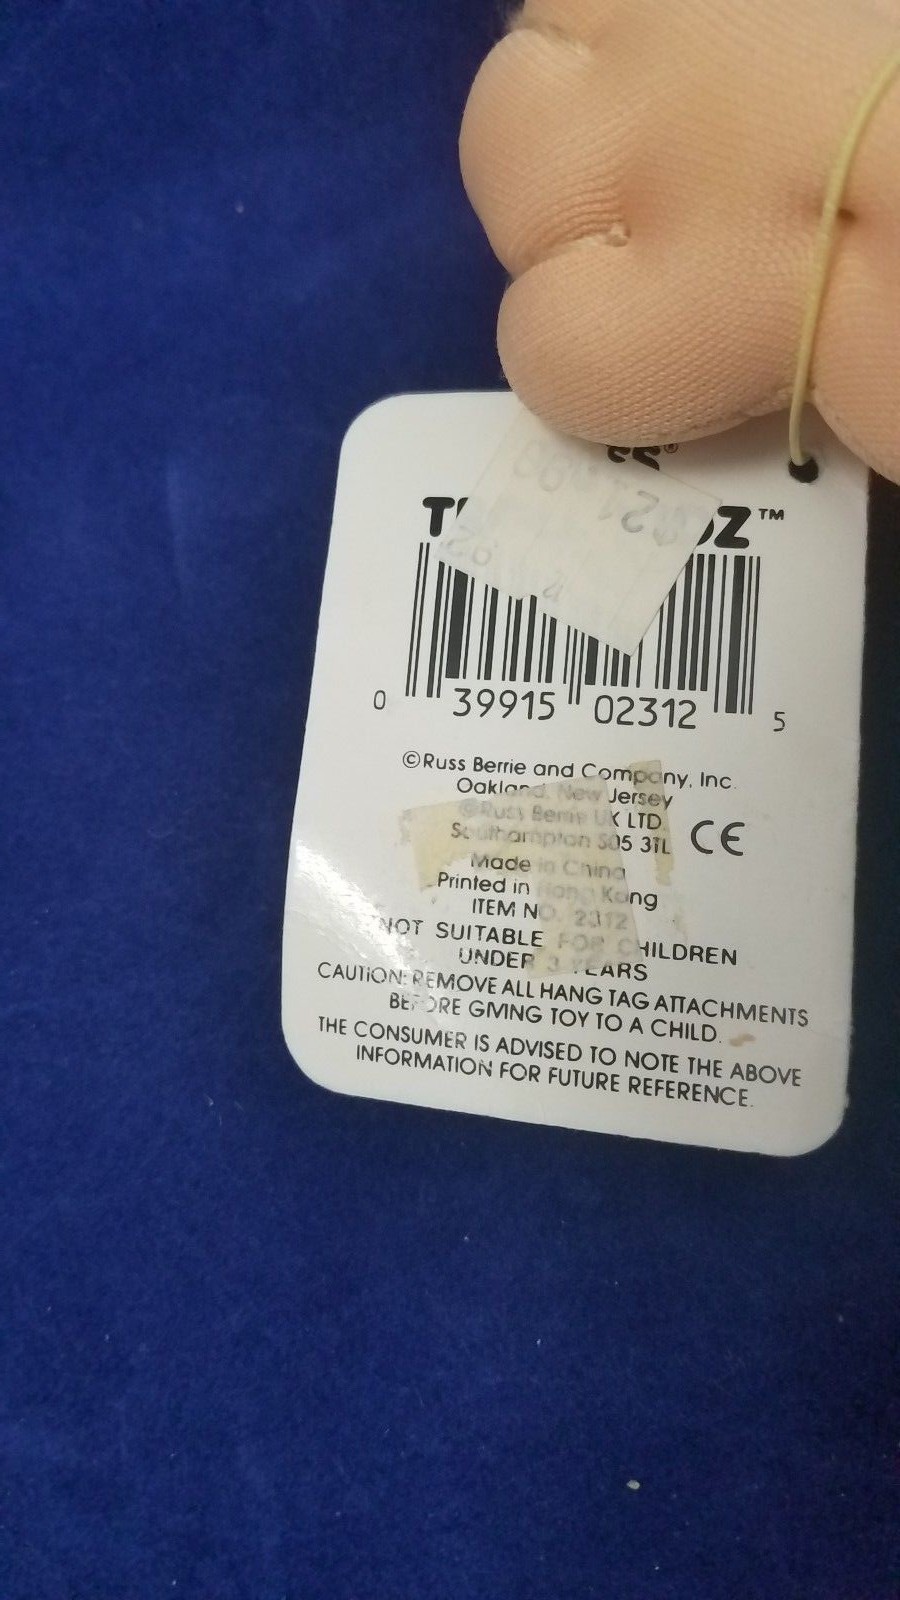 ™
0 39915 02312 5
©Russ Berrie and Company, Inc.
Oakland, New Jersey
©Russ Berrie UK LTD
Southampton S05 3TL
CE
Made in China
Printed in Hong Kong
ITEM NO. 2312
NOT SUITABLE FOR CHILDREN
UNDER 3 YEARS
CAUTION: REMOVE ALL HANG TAG ATTACHMENTS
BEFORE GIVING TOY TO A CHILD.
THE CONSUMER IS ADVISED TO NOTE THE ABOVE
INFORMATION FOR FUTURE REFERENCE.